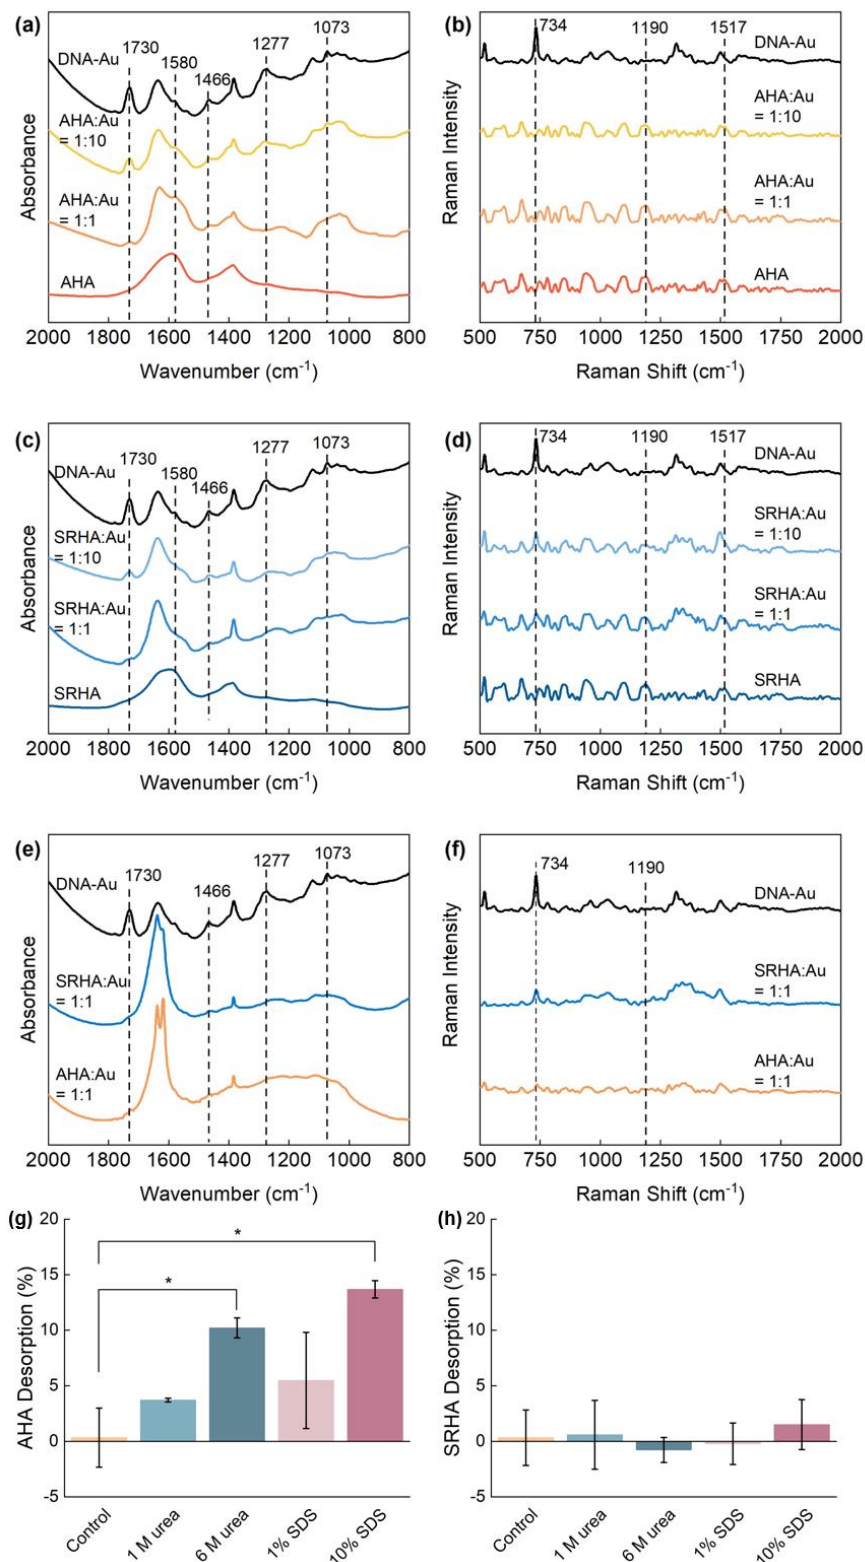 (a)
1730
1580
1466
1277
1073
DNA-Au
AHA:Au
= 1:10
AHA:Au
= 1:1
AHA
Absorbance
2000 1800 1600 1400 1200 1000 800
Wavenumber (cm⁻¹)
(b)
734
1190
1517
DNA-Au
AHA:Au
= 1:10
AHA:Au
= 1:1
AHA
Raman Intensity
500 750 1000 1250 1500 1750 2000
Raman Shift (cm⁻¹)
(c)
1730
1580
1466
1277
1073
DNA-Au
SRHA:Au
= 1:10
SRHA:Au
= 1:1
SRHA
Absorbance
2000 1800 1600 1400 1200 1000 800
Wavenumber (cm⁻¹)
(d)
734
1190
1517
DNA-Au
SRHA:Au
= 1:10
SRHA:Au
= 1:1
SRHA
Raman Intensity
500 750 1000 1250 1500 1750 2000
Raman Shift (cm⁻¹)
(e)
1730
1466
1277
1073
DNA-Au
SRHA:Au
= 1:1
AHA:Au
= 1:1
Absorbance
2000 1800 1600 1400 1200 1000 800
Wavenumber (cm⁻¹)
(f)
734
1190
DNA-Au
SRHA:Au
= 1:1
AHA:Au
= 1:1
Raman Intensity
500 750 1000 1250 1500 1750 2000
Raman Shift (cm⁻¹)
(g)
20
15
10
5
0
-5
AHA Desorption (%)
*
*
Control
1 M urea
6 M urea
1% SDS
10% SDS
(h)
20
15
10
5
0
-5
SRHA Desorption (%)
Control
1 M urea
6 M urea
1% SDS
10% SDS